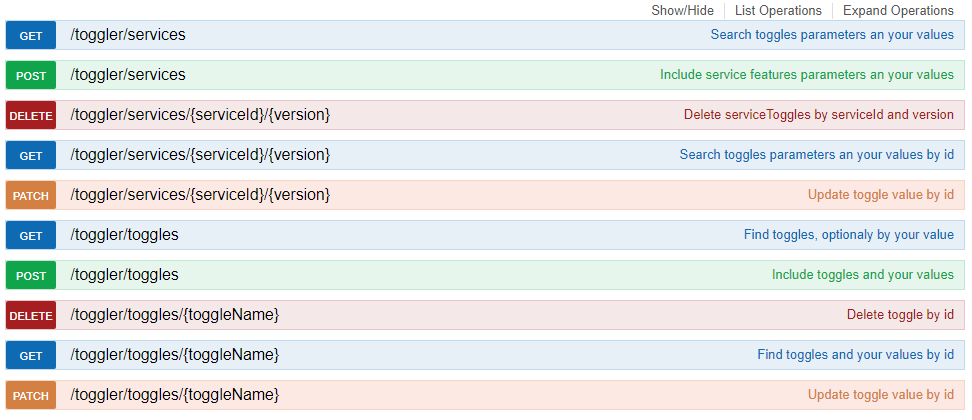 Show/Hide List Operations Expand Operations
GET /toggler/services Search toggles parameters an your values
POST /toggler/services Include service features parameters an your values
DELETE /toggler/services/{serviceId}/{version} Delete serviceToggles by serviceId and version
GET /toggler/services/{serviceId}/{version} Search toggles parameters an your values by id
PATCH /toggler/services/{serviceId}/{version} Update toggle value by id
GET /toggler/toggles Find toggles, optionaly by your value
POST /toggler/toggles Include toggles and your values
DELETE /toggler/toggles/{toggleName} Delete toggle by id
GET /toggler/toggles/{toggleName} Find toggles and your values by id
PATCH /toggler/toggles/{toggleName} Update toggle value by id